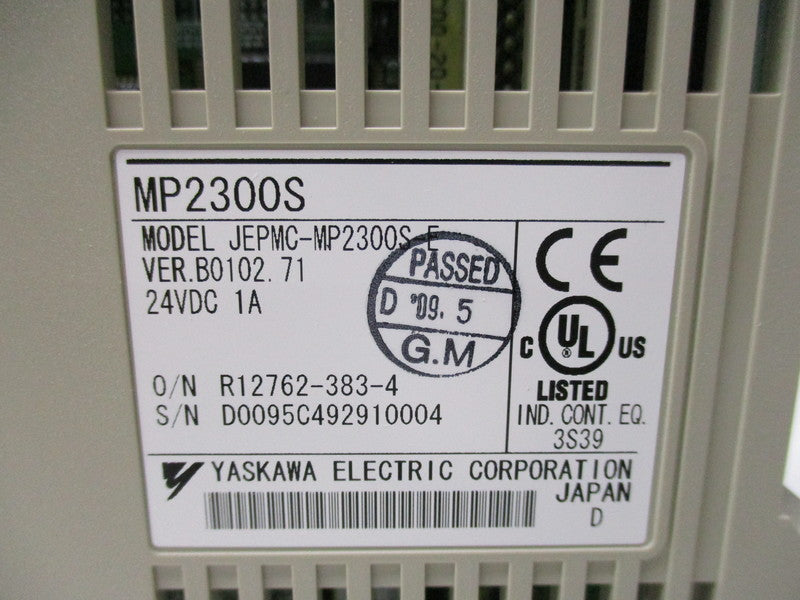 MP2300S
MODEL JEPMC-MP2300S-E
VER.B0102.71
24VDC 1A
PASSED
D '09. 5
G.M
O/N R12762-383-4
S/N D0095C492910004
CE
C UL US
®
LISTED
IND. CONT. EQ.
3S39
YASKAWA ELECTRIC CORPORATION
JAPAN
D